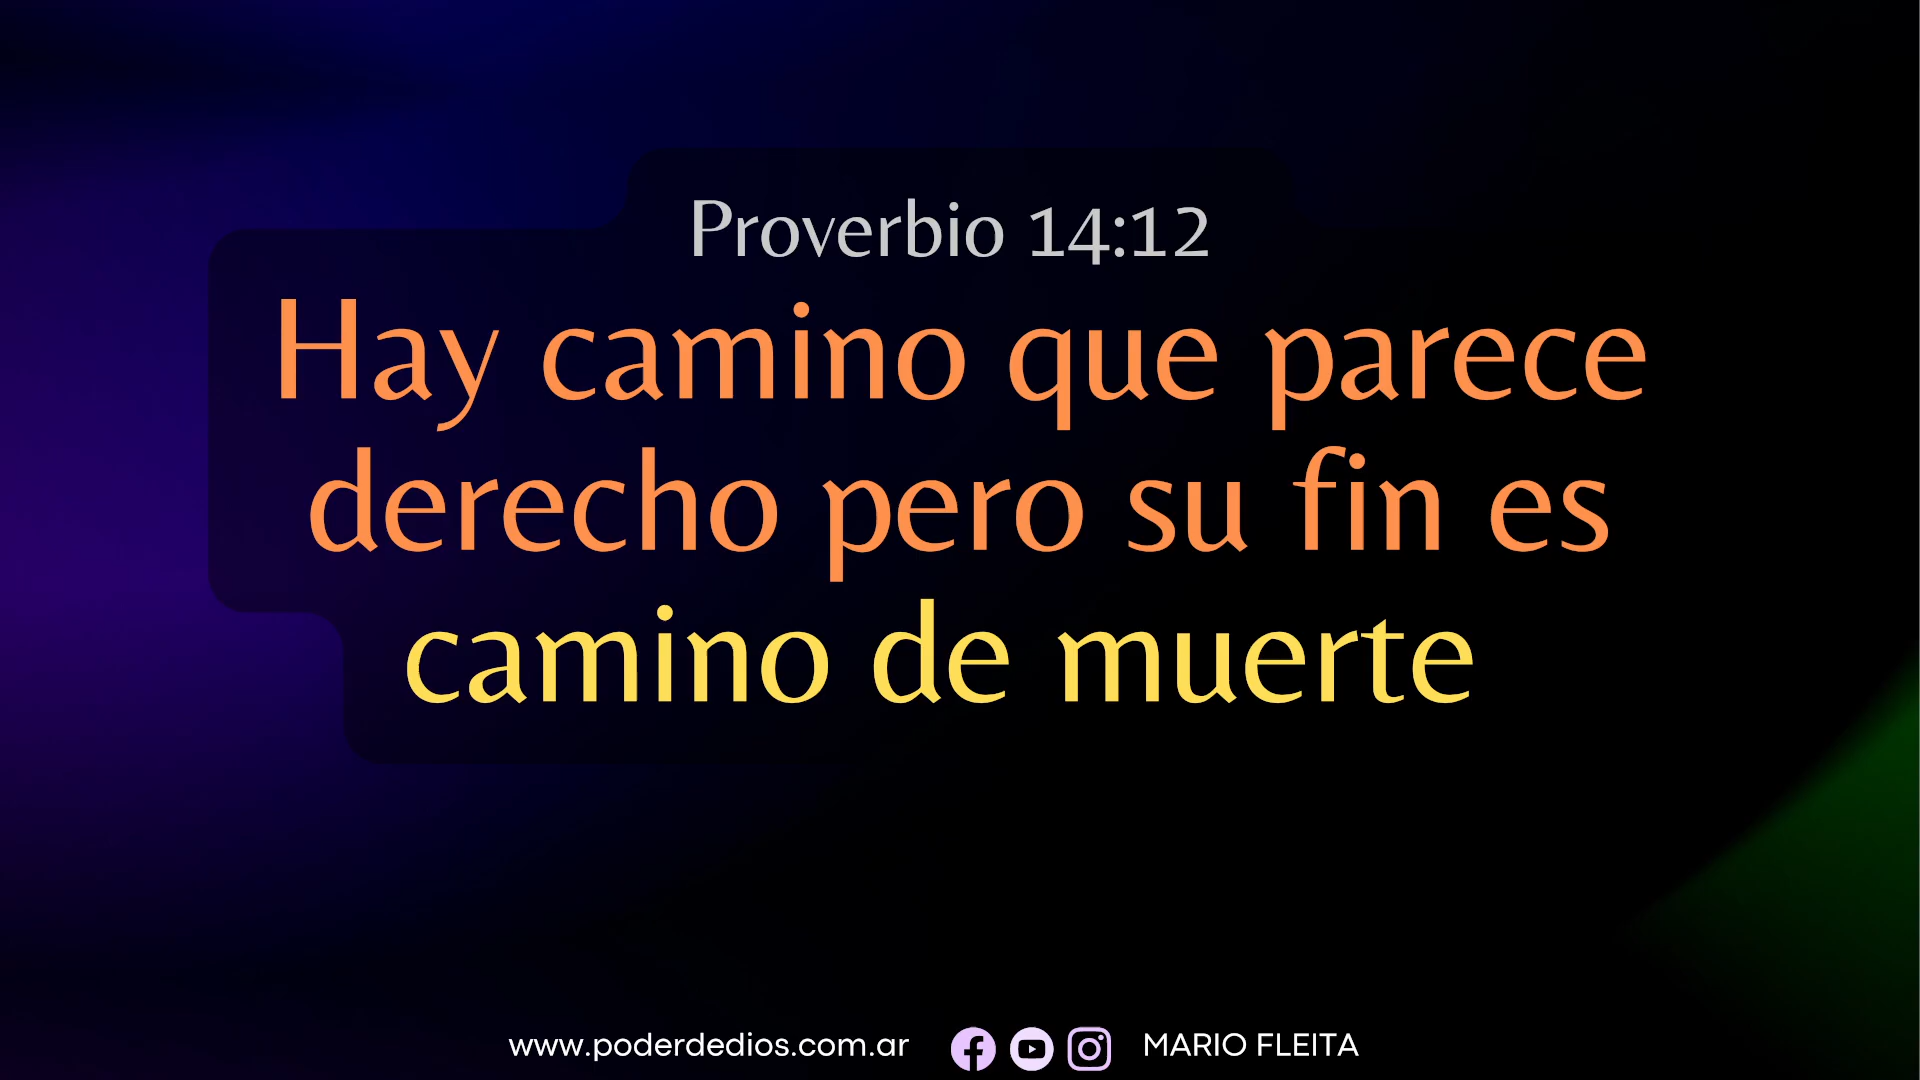 Proverbio 14:12
Hay camino que parece
derecho pero su fin es
camino de muerte
www.poderdedios.com.ar MARIO FLEITA